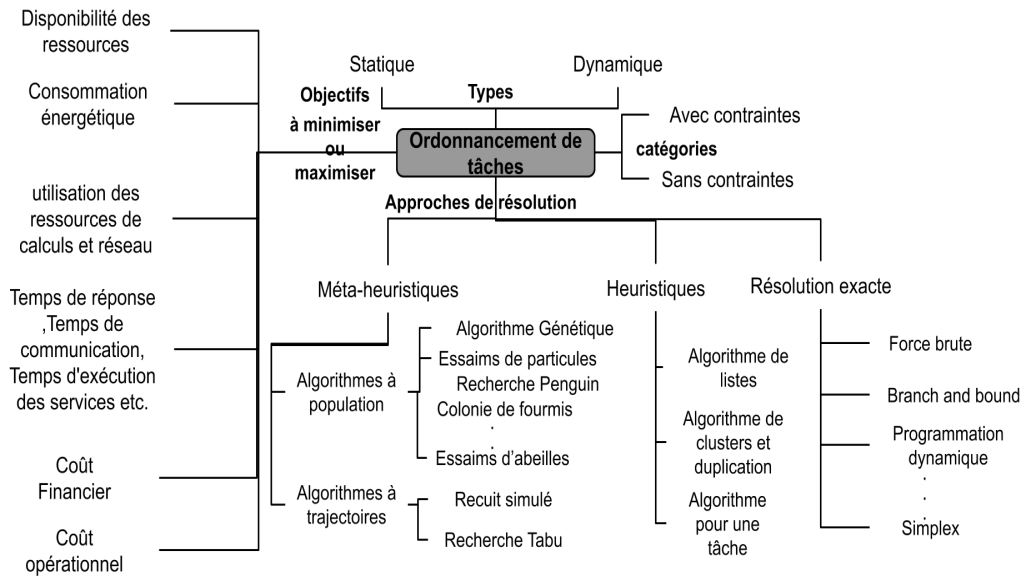 Disponibilité des
ressources
Consommation
énergétique
utilisation des
ressources de
calculs et réseau
Temps de réponse
,Temps de
communication,
Temps d'exécution
des services etc.
Coût
Financier
Coût
opérationnel
Objectifs
à minimiser
ou
maximiser
Statique
Types
Dynamique
Ordonnancement de
tâches
catégories
Avec contraintes
Sans contraintes
Approches de résolution
Méta-heuristiques
Algorithmes à
population
Algorithme Génétique
Essaims de particules
Recherche Penguin
Colonie de fourmis
.
.
Essaims d'abeilles
Algorithmes à
trajectoires
Recuit simulé
Recherche Tabu
Heuristiques
Algorithme de
listes
Algorithme de
clusters et
duplication
Algorithme
pour une
tâche
Résolution exacte
Force brute
Branch and bound
Programmation
dynamique
.
.
.
Simplex